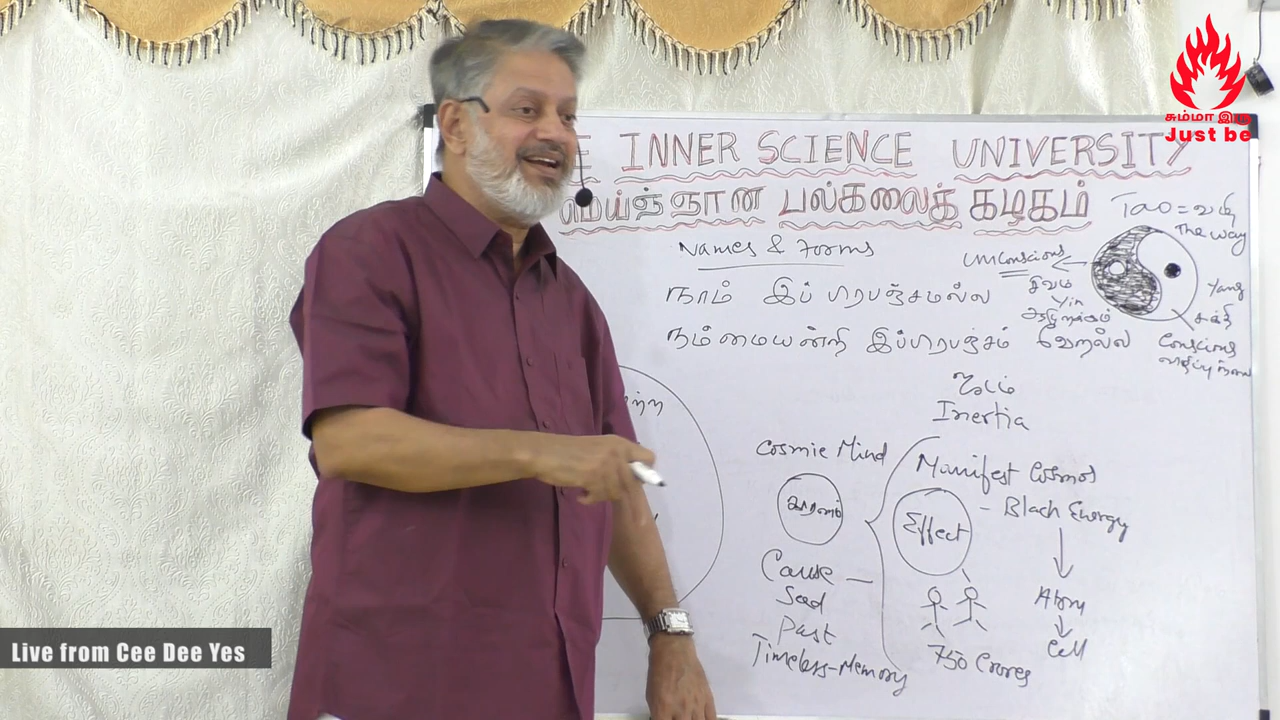 சும்மா இரு
Just be
INNER SCIENCE UNIVERSITY
மெய்ஞ்ஞான பல்கலைக் கழகம்
Tao = வழி
The way
Names & Forms
Unconscious
சிவம்
Yin
Yang
சக்தி
Conscious
நாம் இப் பிரபஞ்சமல்ல
நம்மையன்றி இப்பிரபஞ்சம் வேறல்ல
ஜடம்
Inertia
Cosmic Mind
Manifest Cosmos
காரணம்
Effect
- Black Energy
Cause
Seed
Past
Timeless-Memory
Atom
Cell
750 Crores
Live from Cee Dee Yes